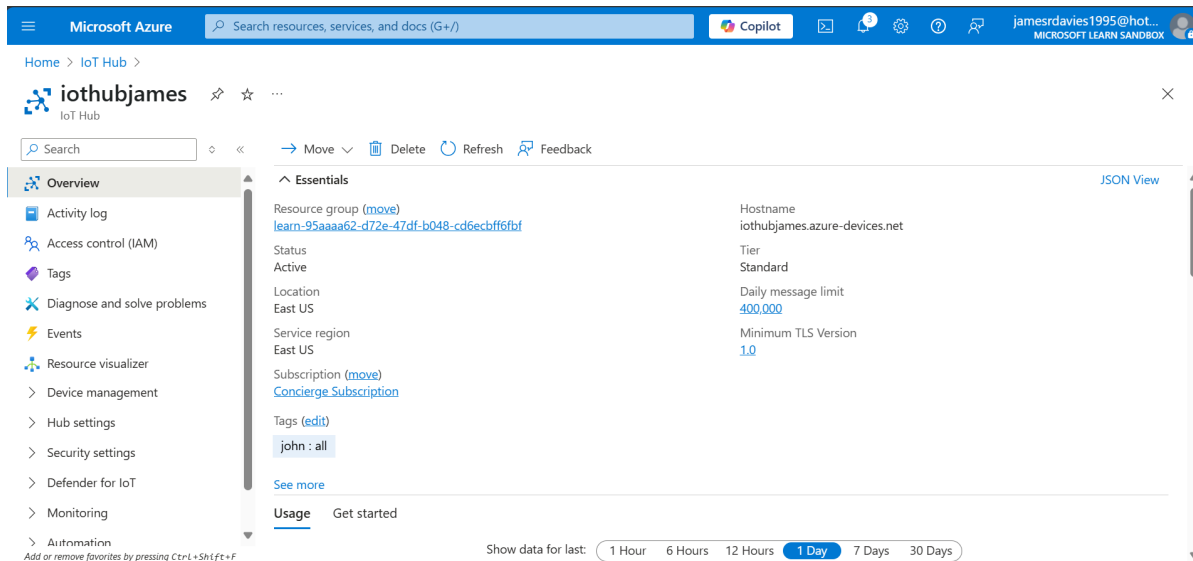 Microsoft Azure
Search resources, services, and docs (G+/)
Copilot
3
jamesrdavies1995@hot...
MICROSOFT LEARN SANDBOX
Home > IoT Hub >
iothubjames
IoT Hub
Search
Move
Delete
Refresh
Feedback
Overview
Activity log
Access control (IAM)
Tags
Diagnose and solve problems
Events
Resource visualizer
Device management
Hub settings
Security settings
Defender for IoT
Monitoring
Automation
Add or remove favorites by pressing Ctrl+Shift+F
Essentials
JSON View
Resource group (move)
learn-95aaaa62-d72e-47df-b048-cd6ecbff6fbf
Status
Active
Location
East US
Service region
East US
Subscription (move)
Concierge Subscription
Hostname
iothubjames.azure-devices.net
Tier
Standard
Daily message limit
400,000
Minimum TLS Version
1.0
Tags (edit)
john : all
See more
Usage Get started
Show data for last: 1 Hour 6 Hours 12 Hours 1 Day 7 Days 30 Days